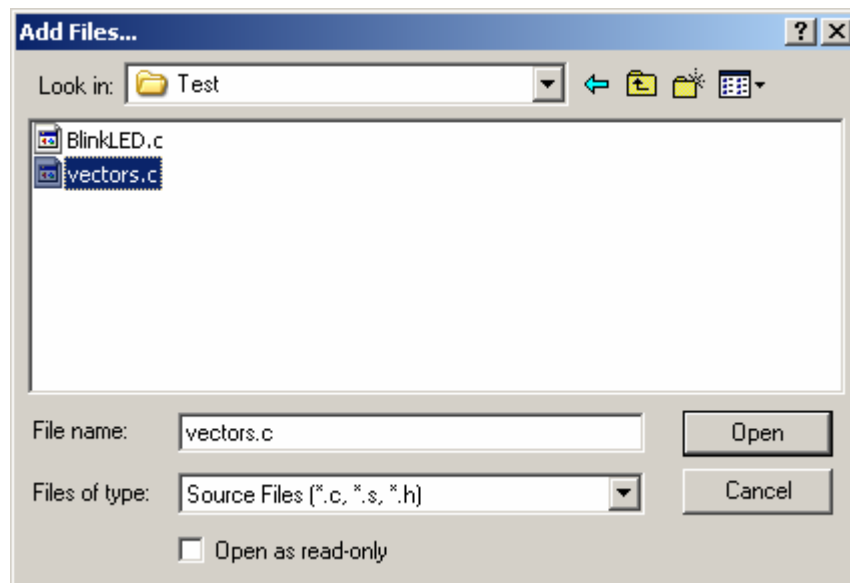 Add Files...
Look in: Test
BlinkLED.c
vectors.c
File name: vectors.c Open
Files of type: Source Files (*.c, *.s, *.h) Cancel
Open as read-only